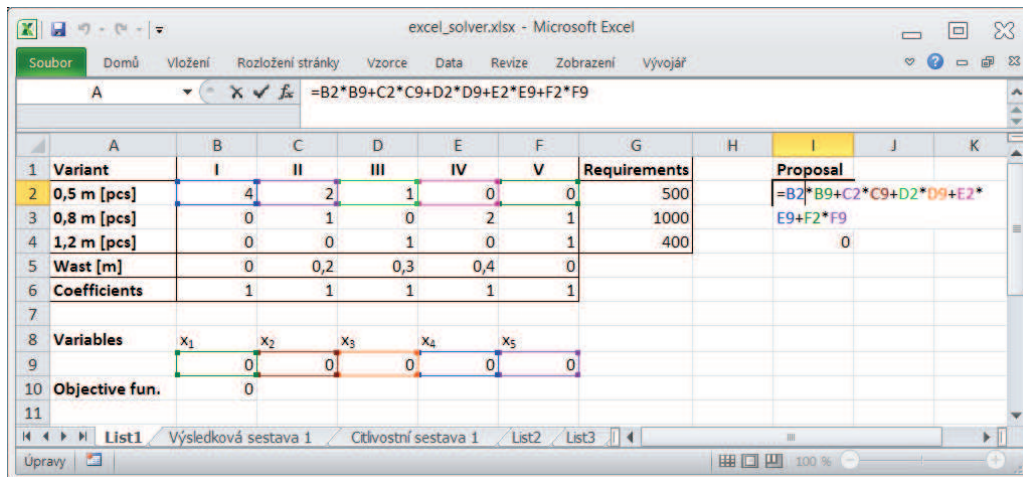 excel_solver.xlsx - Microsoft Excel
Soubor Domů Vložení Rozložení stránky Vzorce Data Revize Zobrazení Vývojář
A fx =B2*B9+C2*C9+D2*D9+E2*E9+F2*F9
A B C D E F G H I J K
1 Variant I II III IV V Requirements Proposal
2 0,5 m [pcs] 4 2 1 0 0 500 =B2*B9+C2*C9+D2*D9+E2*
3 0,8 m [pcs] 0 1 0 2 1 1000 E9+F2*F9
4 1,2 m [pcs] 0 0 1 0 1 400 0
5 Wast [m] 0 0,2 0,3 0,4 0
6 Coefficients 1 1 1 1 1
7
8 Variables x₁ x₂ x₃ x₄ x₅
9 0 0 0 0 0
10 Objective fun. 0
11
List1 Výsledková sestava 1 Citlivostní sestava 1 List2 List3
Úpravy 100 %